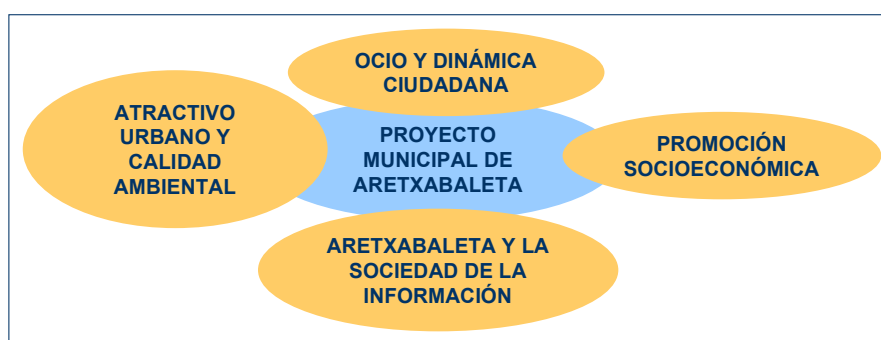 OCIO Y DINÁMICA
CIUDADANA
ATRACTIVO
URBANO Y
CALIDAD
AMBIENTAL
PROYECTO
MUNICIPAL DE
ARETXABALETA
PROMOCIÓN
SOCIOECONÓMICA
ARETXABALETA Y LA
SOCIEDAD DE LA
INFORMACIÓN